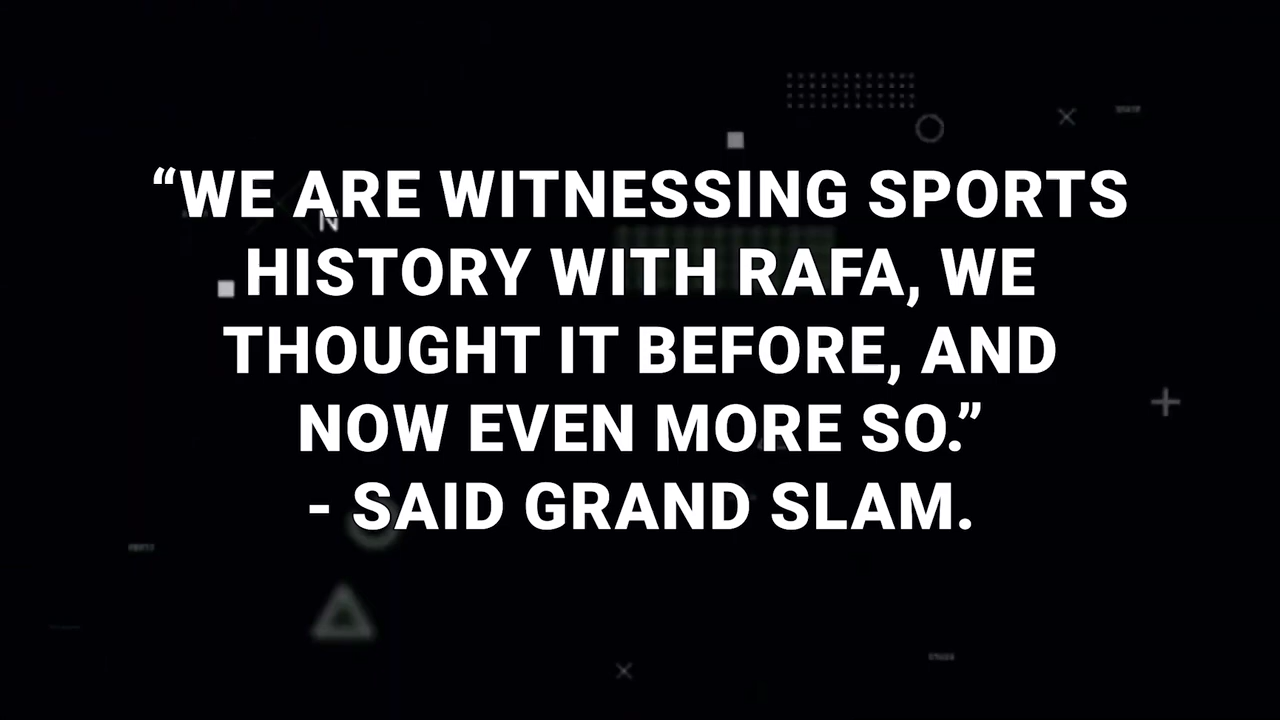 “WE ARE WITNESSING SPORTS
HISTORY WITH RAFA, WE
THOUGHT IT BEFORE, AND
NOW EVEN MORE SO.”
- SAID GRAND SLAM.